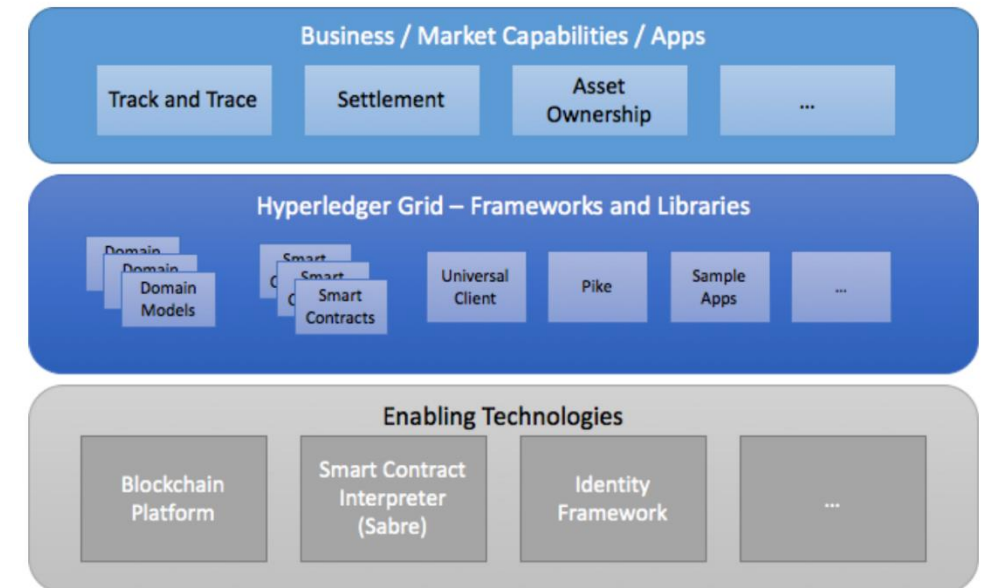 Business / Market Capabilities / Apps
Track and Trace
Settlement
Asset
Ownership
...
Hyperledger Grid – Frameworks and Libraries
Domain
Domain
Domain
Models
Smart
Smart
Smart
Contracts
Universal
Client
Pike
Sample
Apps
...
Enabling Technologies
Blockchain
Platform
Smart Contract
Interpreter
(Sabre)
Identity
Framework
...